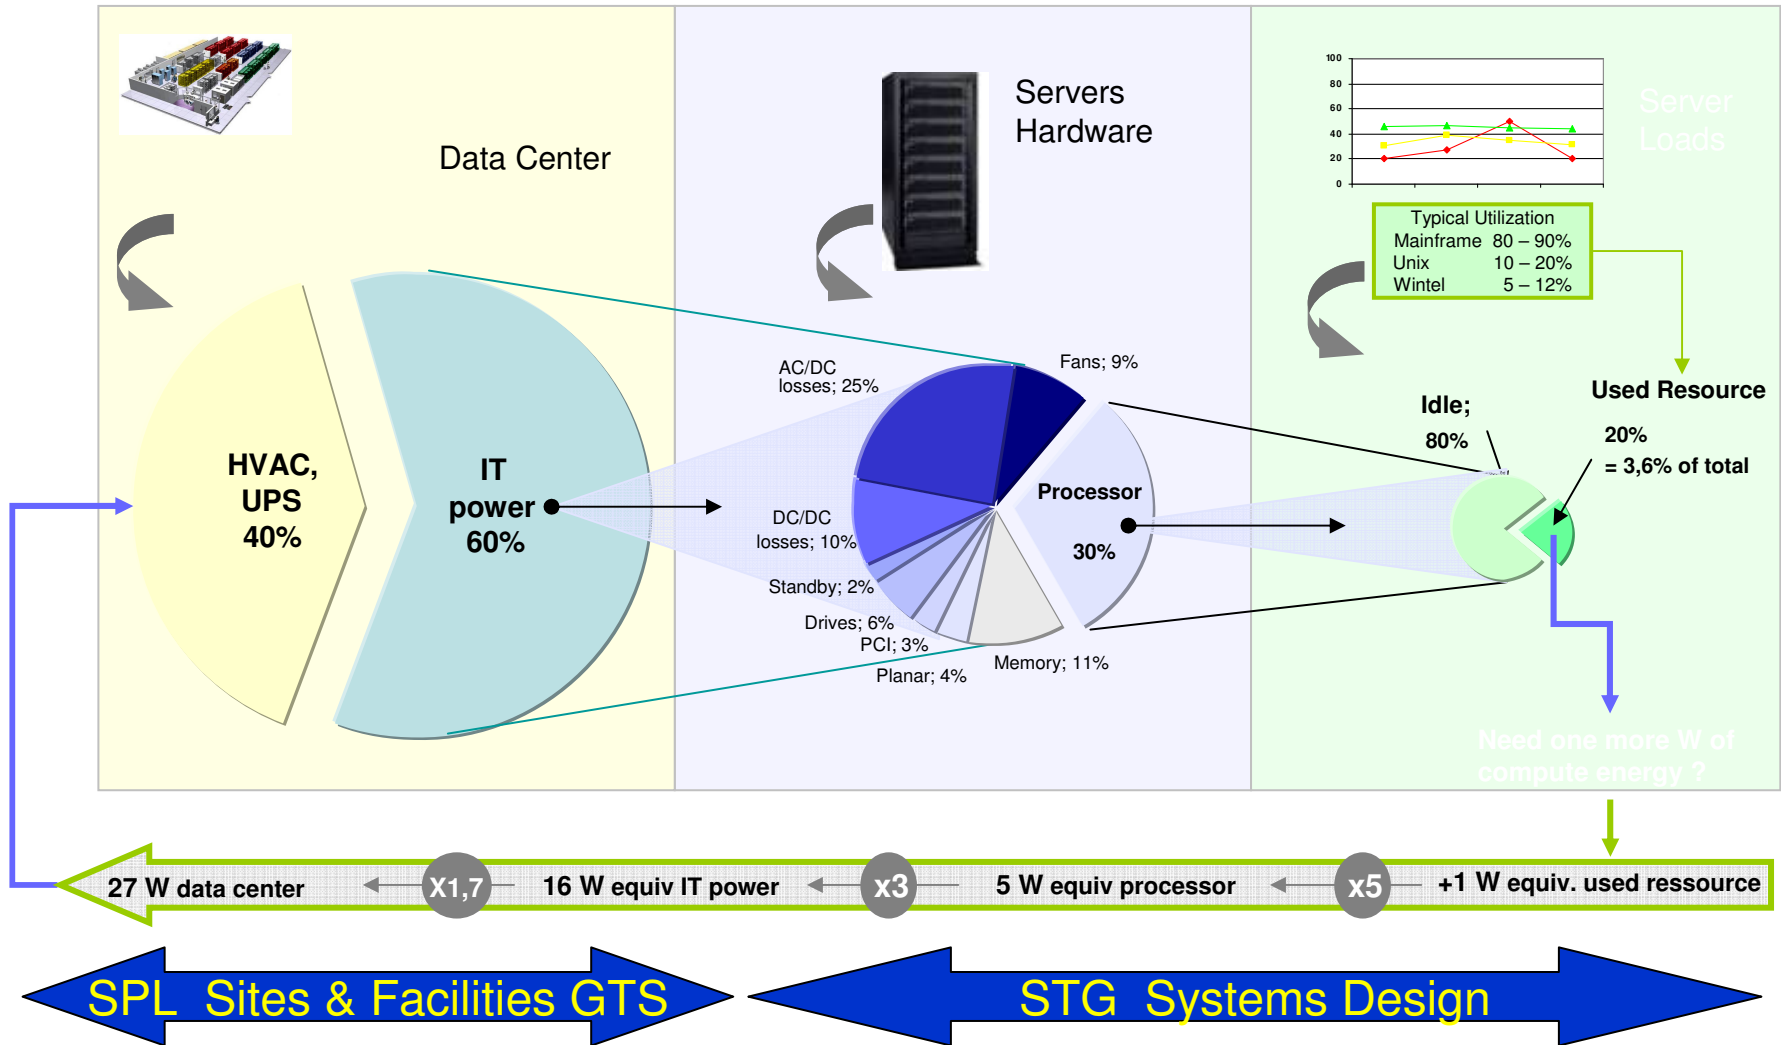 Data Center
Servers
Hardware
Server
Loads
100
80
60
40
20
0
Typical Utilization
Mainframe 80 – 90%
Unix 10 – 20%
Wintel 5 – 12%
HVAC,
UPS
40%
IT
power
60%
AC/DC
losses; 25%
Fans; 9%
DC/DC
losses; 10%
Standby; 2%
Drives; 6%
PCI; 3%
Planar; 4%
Memory; 11%
Processor
30%
Idle;
80%
Used Resource
20%
= 3,6% of total
Need one more W of
compute energy ?
27 W data center
X1,7
16 W equiv IT power
x3
5 W equiv processor
x5
+1 W equiv. used ressource
SPL Sites & Facilities GTS
STG Systems Design